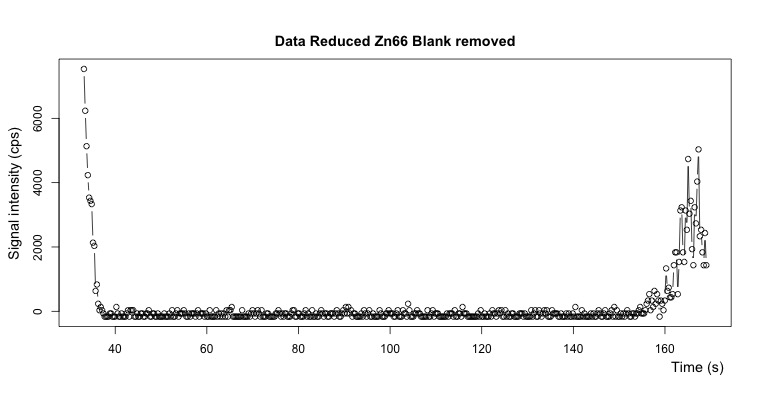 Data Reduced Zn66 Blank removed
Signal intensity (cps)
6000
4000
2000
0
40 60 80 100 120 140 160
Time (s)